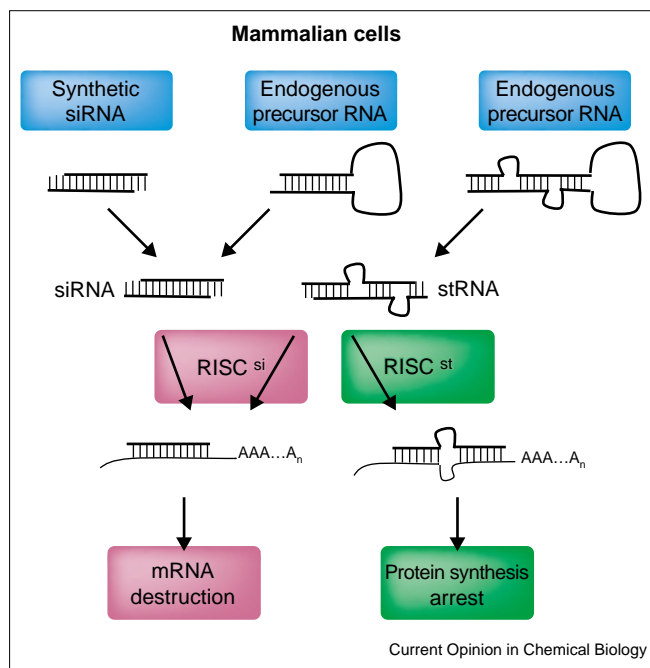 Mammalian cells
Synthetic
siRNA
Endogenous
precursor RNA
Endogenous
precursor RNA
siRNA
stRNA
RISC si
RISC st
AAA...An
AAA...An
mRNA
destruction
Protein synthesis
arrest
Current Opinion in Chemical Biology